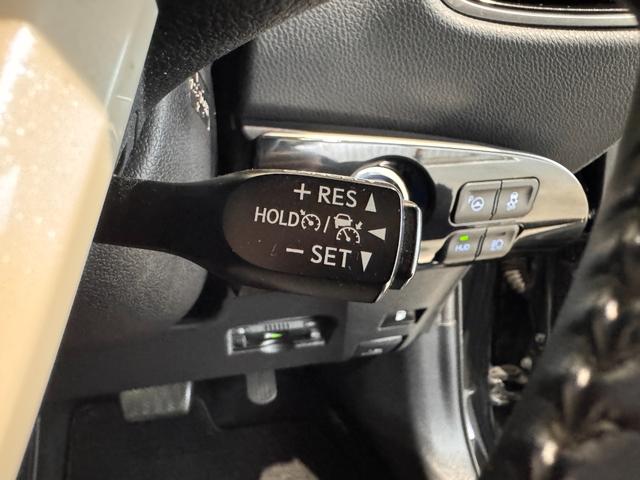 + RES
HOLD /
− SET
HUD